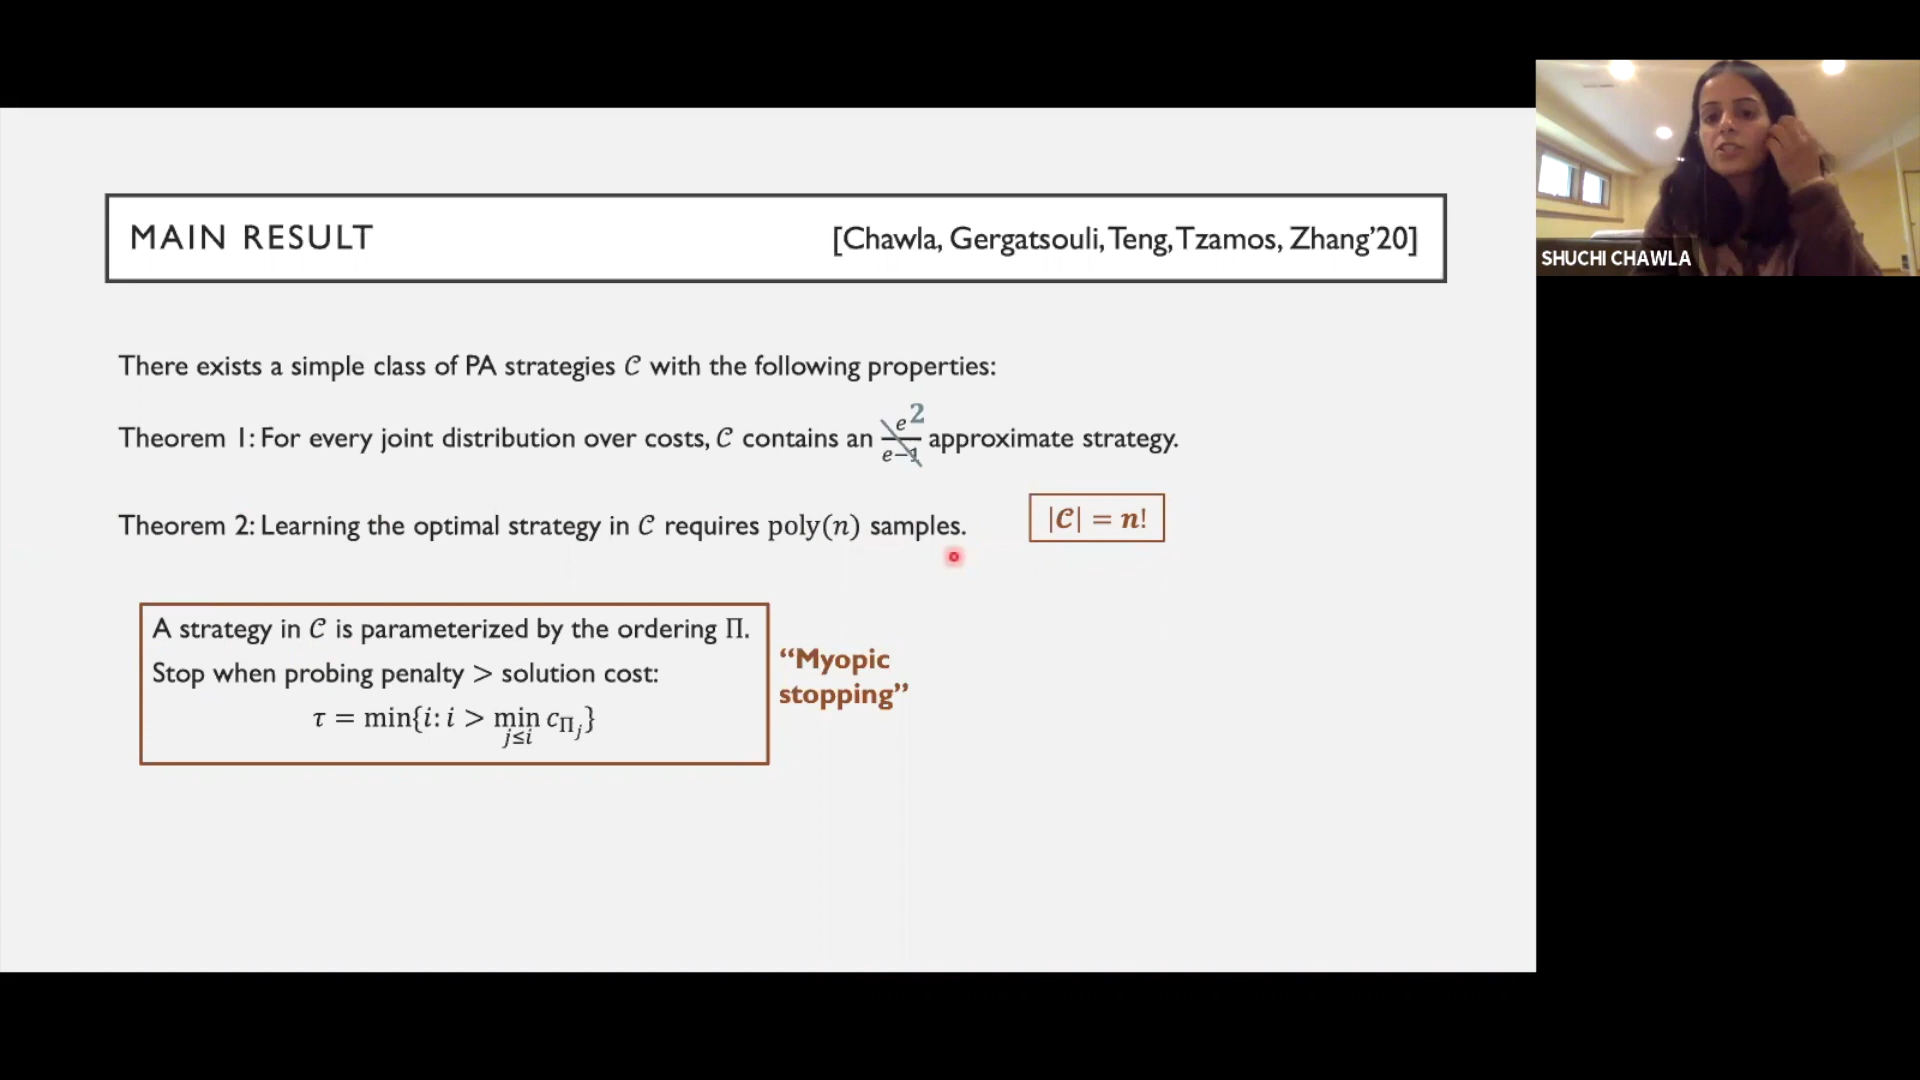 MAIN RESULT [Chawla, Gergatsouli, Teng, Tzamos, Zhang'20]
SHUCHI CHAWLA
There exists a simple class of PA strategies 𝒞 with the following properties:
Theorem 1: For every joint distribution over costs, 𝒞 contains an e/(e−1) 2 approximate strategy.
Theorem 2: Learning the optimal strategy in 𝒞 requires poly(n) samples. |𝒞| = n!
A strategy in 𝒞 is parameterized by the ordering Π.
Stop when probing penalty > solution cost:
τ = min{i: i > min_{j≤i} c_{Π_j}}
“Myopic
stopping”